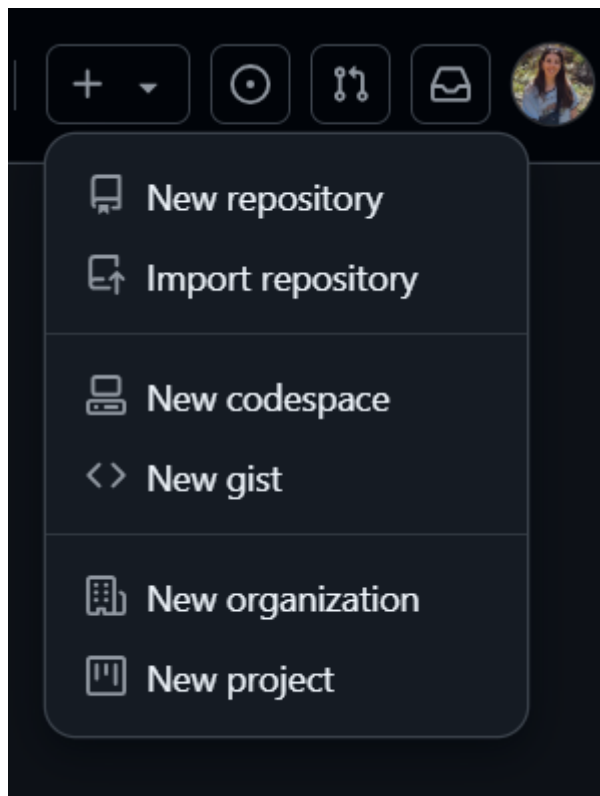 New repository
Import repository
New codespace
New gist
New organization
New project